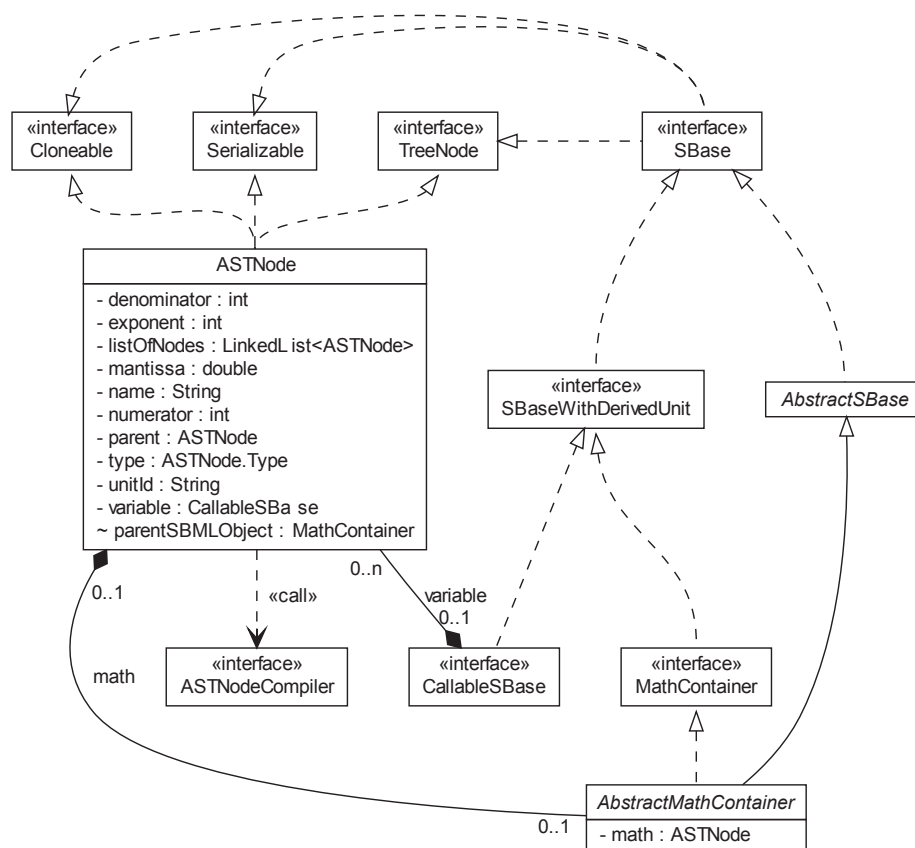 «interface»
Cloneable
«interface»
Serializable
«interface»
TreeNode
«interface»
SBase
ASTNode
- denominator : int
- exponent : int
- listOfNodes : LinkedL ist<ASTNode>
- mantissa : double
- name : String
- numerator : int
- parent : ASTNode
- type : ASTNode.Type
- unitId : String
- variable : CallableSBa se
~ parentSBMLObject : MathContainer
«interface»
SBaseWithDerivedUnit
AbstractSBase
0..1
«call»
0..n
variable
0..1
math
«interface»
ASTNodeCompiler
«interface»
CallableSBase
«interface»
MathContainer
0..1
AbstractMathContainer
- math : ASTNode